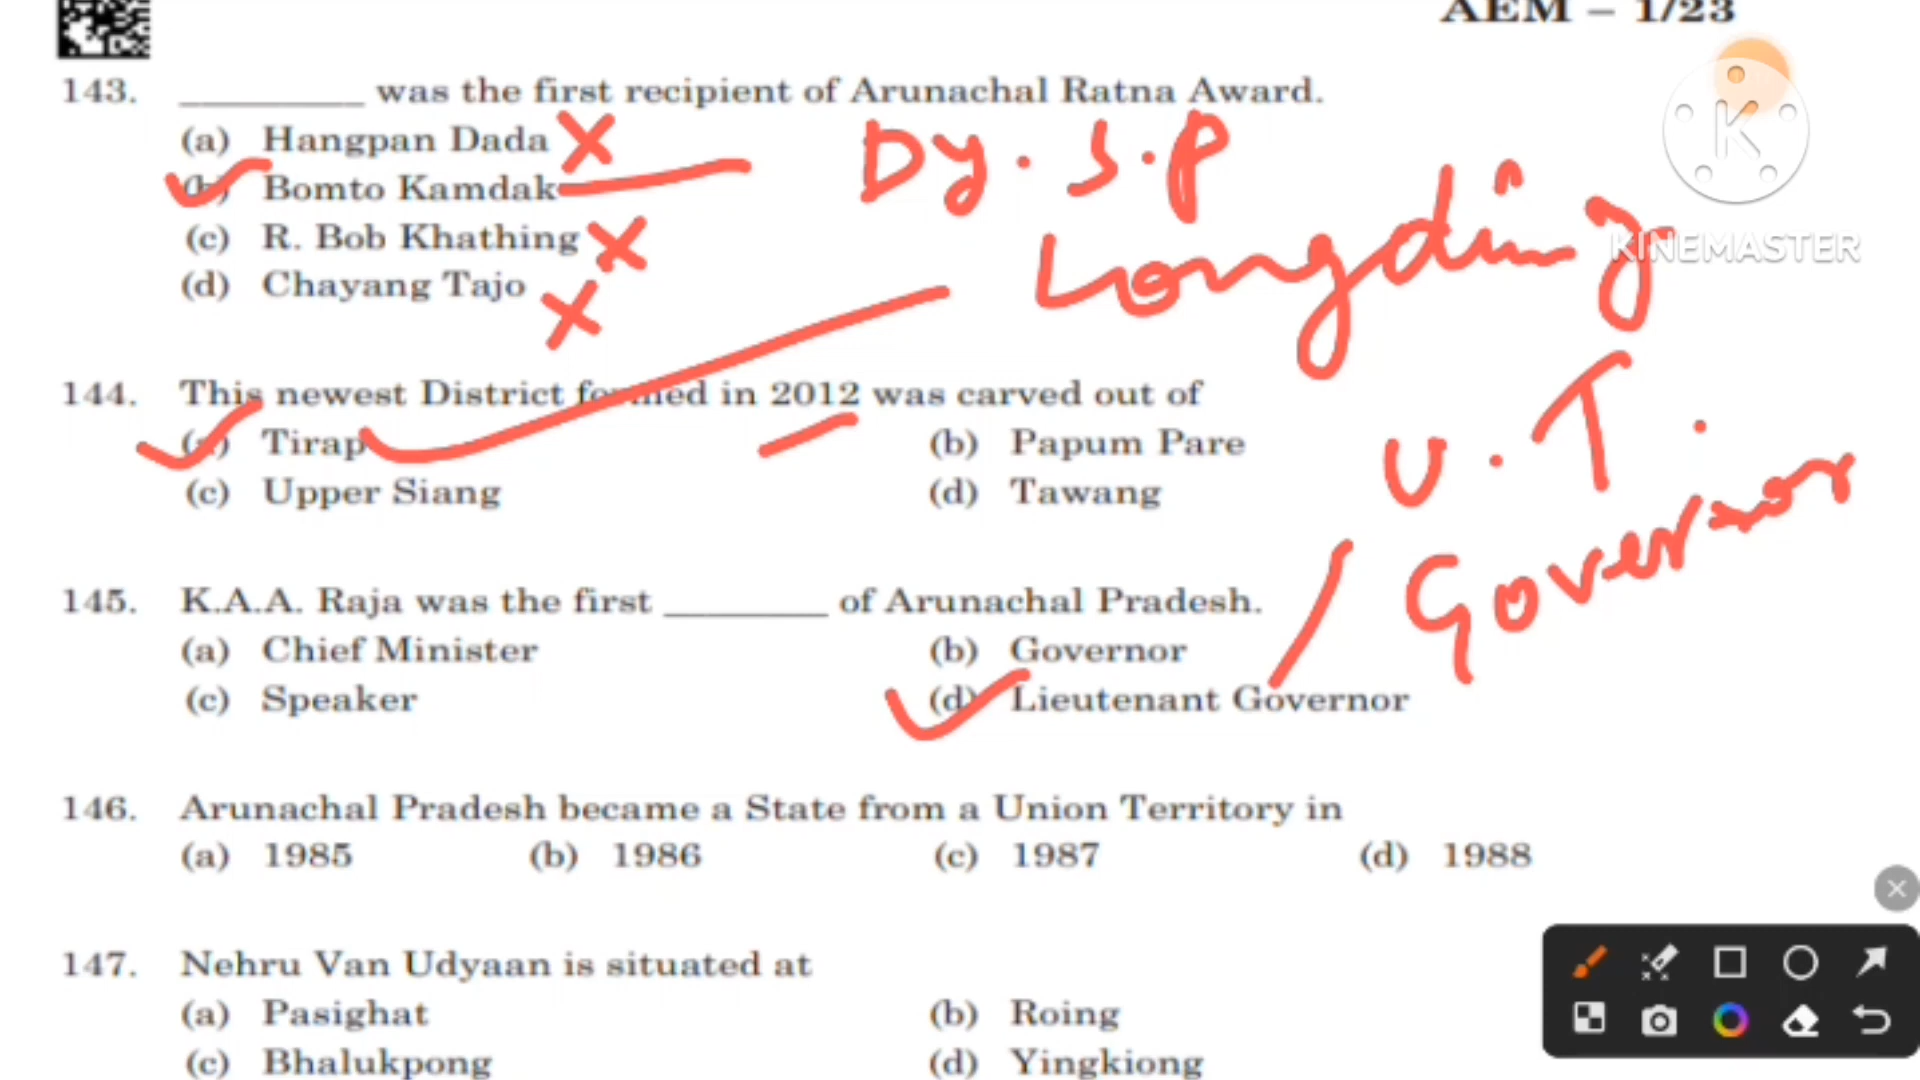 AEM – 1/23
143. ________ was the first recipient of Arunachal Ratna Award.
(a) Hangpan Dada
(b) Bomto Kamdak
Dy. S.P
(c) R. Bob Khathing
Longding
KINEMASTER
(d) Chayang Tajo
144. This newest District formed in 2012 was carved out of
(a) Tirap (b) Papum Pare
U.T.
(c) Upper Siang (d) Tawang
Governor
145. K.A.A. Raja was the first ________ of Arunachal Pradesh.
(a) Chief Minister (b) Governor
(c) Speaker (d) Lieutenant Governor
146. Arunachal Pradesh became a State from a Union Territory in
(a) 1985 (b) 1986 (c) 1987 (d) 1988
147. Nehru Van Udyaan is situated at
(a) Pasighat (b) Roing
(c) Bhalukpong (d) Yingkiong